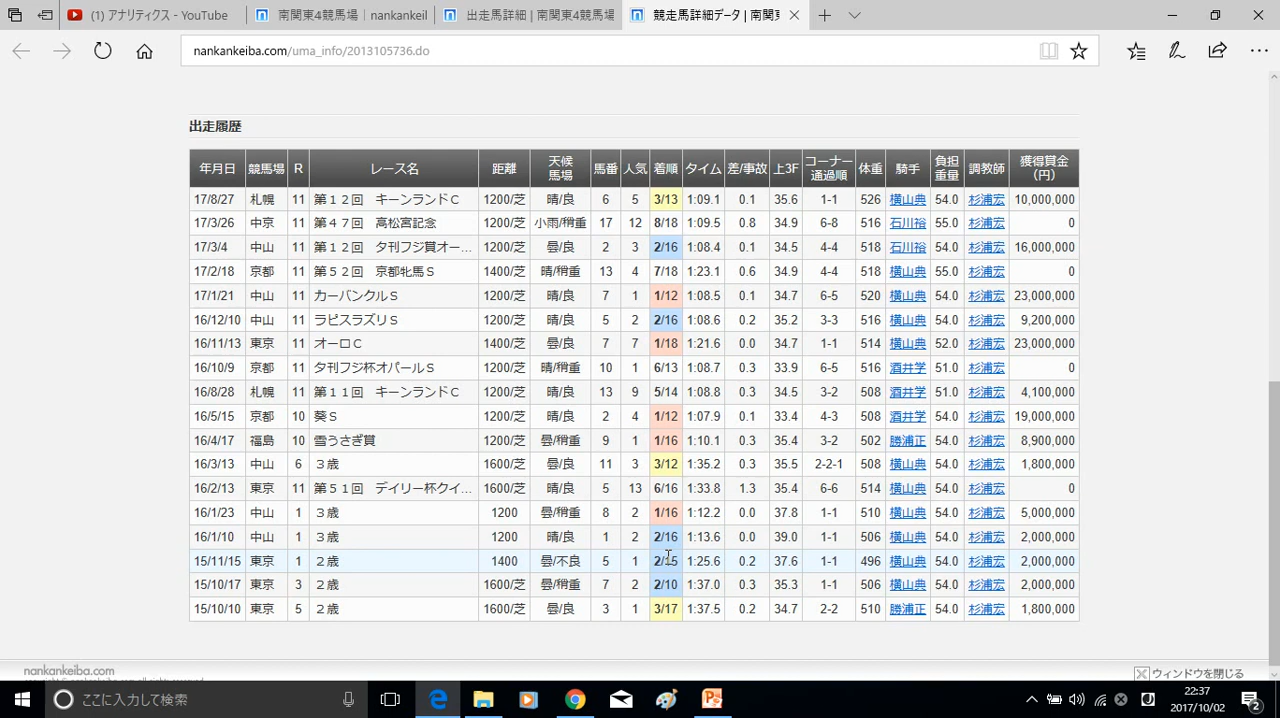 (1) アナリティクス - YouTube
南関東4競馬場｜nankankeil
出走馬詳細 | 南関東4競馬場
競走馬詳細データ | 南関東
nankankeiba.com/uma_info/2013105736.do
出走履歴
年月日 競馬場 R レース名 距離 天候馬場 馬番 人気 着順 タイム 差/事故 上3F コーナー通過順 体重 騎手 負担重量 調教師 獲得賞金(円)
17/8/27 札幌 11 第１２回　キーンランドＣ 1200/芝 晴/良 6 5 3/13 1:09.1 0.1 35.6 1-1 526 横山典 54.0 杉浦宏 10,000,000
17/3/26 中京 11 第４７回　高松宮記念 1200/芝 小雨/稍重 17 12 8/18 1:09.5 0.8 34.9 6-8 516 石川裕 55.0 杉浦宏 0
17/3/4 中山 11 第１２回　夕刊フジ賞オー... 1200/芝 曇/良 2 3 2/16 1:08.4 0.1 34.5 4-4 518 石川裕 54.0 杉浦宏 16,000,000
17/2/18 京都 11 第５２回　京都牝馬Ｓ 1400/芝 晴/稍重 13 4 7/18 1:23.1 0.6 34.9 4-4 518 横山典 55.0 杉浦宏 0
17/1/21 中山 11 カーバンクルＳ 1200/芝 晴/良 7 1 1/12 1:08.5 0.1 34.7 6-5 520 横山典 54.0 杉浦宏 23,000,000
16/12/10 中山 11 ラピスラズリＳ 1200/芝 晴/良 5 2 2/16 1:08.6 0.2 35.2 3-3 516 横山典 54.0 杉浦宏 9,200,000
16/11/13 東京 11 オーロＣ 1400/芝 曇/良 7 7 1/18 1:21.6 0.0 34.7 1-1 514 横山典 52.0 杉浦宏 23,000,000
16/10/9 京都 11 夕刊フジ杯オパールＳ 1200/芝 晴/稍重 10 1 6/13 1:08.7 0.3 33.9 6-5 516 酒井学 51.0 杉浦宏 0
16/8/28 札幌 11 第１１回　キーンランドＣ 1200/芝 晴/良 13 9 5/14 1:08.8 0.3 34.5 3-2 508 酒井学 51.0 杉浦宏 4,100,000
16/5/15 京都 10 葵Ｓ 1200/芝 晴/良 2 4 1/12 1:07.9 0.1 33.4 4-3 508 酒井学 54.0 杉浦宏 19,000,000
16/4/17 福島 10 雪うさぎ賞 1200/芝 曇/稍重 9 1 1/16 1:10.1 0.3 35.4 3-2 502 勝浦正 54.0 杉浦宏 8,900,000
16/3/13 中山 6 ３歳 1600/芝 曇/良 11 3 3/12 1:35.2 0.3 35.5 2-2-1 508 横山典 54.0 杉浦宏 1,800,000
16/2/13 東京 11 第５１回　デイリー杯クイ... 1600/芝 晴/良 5 13 6/16 1:33.8 1.3 35.4 6-6 514 横山典 54.0 杉浦宏 0
16/1/23 中山 1 ３歳 1200 曇/稍重 8 2 1/16 1:12.2 0.0 37.8 1-1 510 横山典 54.0 杉浦宏 5,000,000
16/1/10 中山 1 ３歳 1200 晴/良 1 2 2/16 1:13.6 0.0 39.0 1-1 506 横山典 54.0 杉浦宏 2,000,000
15/11/15 東京 1 ２歳 1400 曇/不良 5 1 2/15 1:25.6 0.2 37.6 1-1 496 横山典 54.0 杉浦宏 2,000,000
15/10/17 東京 3 ２歳 1600/芝 曇/稍重 7 2 2/10 1:37.0 0.3 35.3 1-1 506 横山典 54.0 杉浦宏 2,000,000
15/10/10 東京 5 ２歳 1600/芝 曇/良 3 1 3/17 1:37.5 0.2 34.7 2-2 510 勝浦正 54.0 杉浦宏 1,800,000
nankankeiba.com
ウィンドウを閉じる
ここに入力して検索
22:37
2017/10/02
2